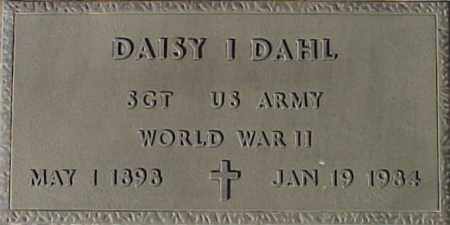 DAISY I DAHL
SGT US ARMY
WORLD WAR II
MAY 1 1898 JAN 19 1984